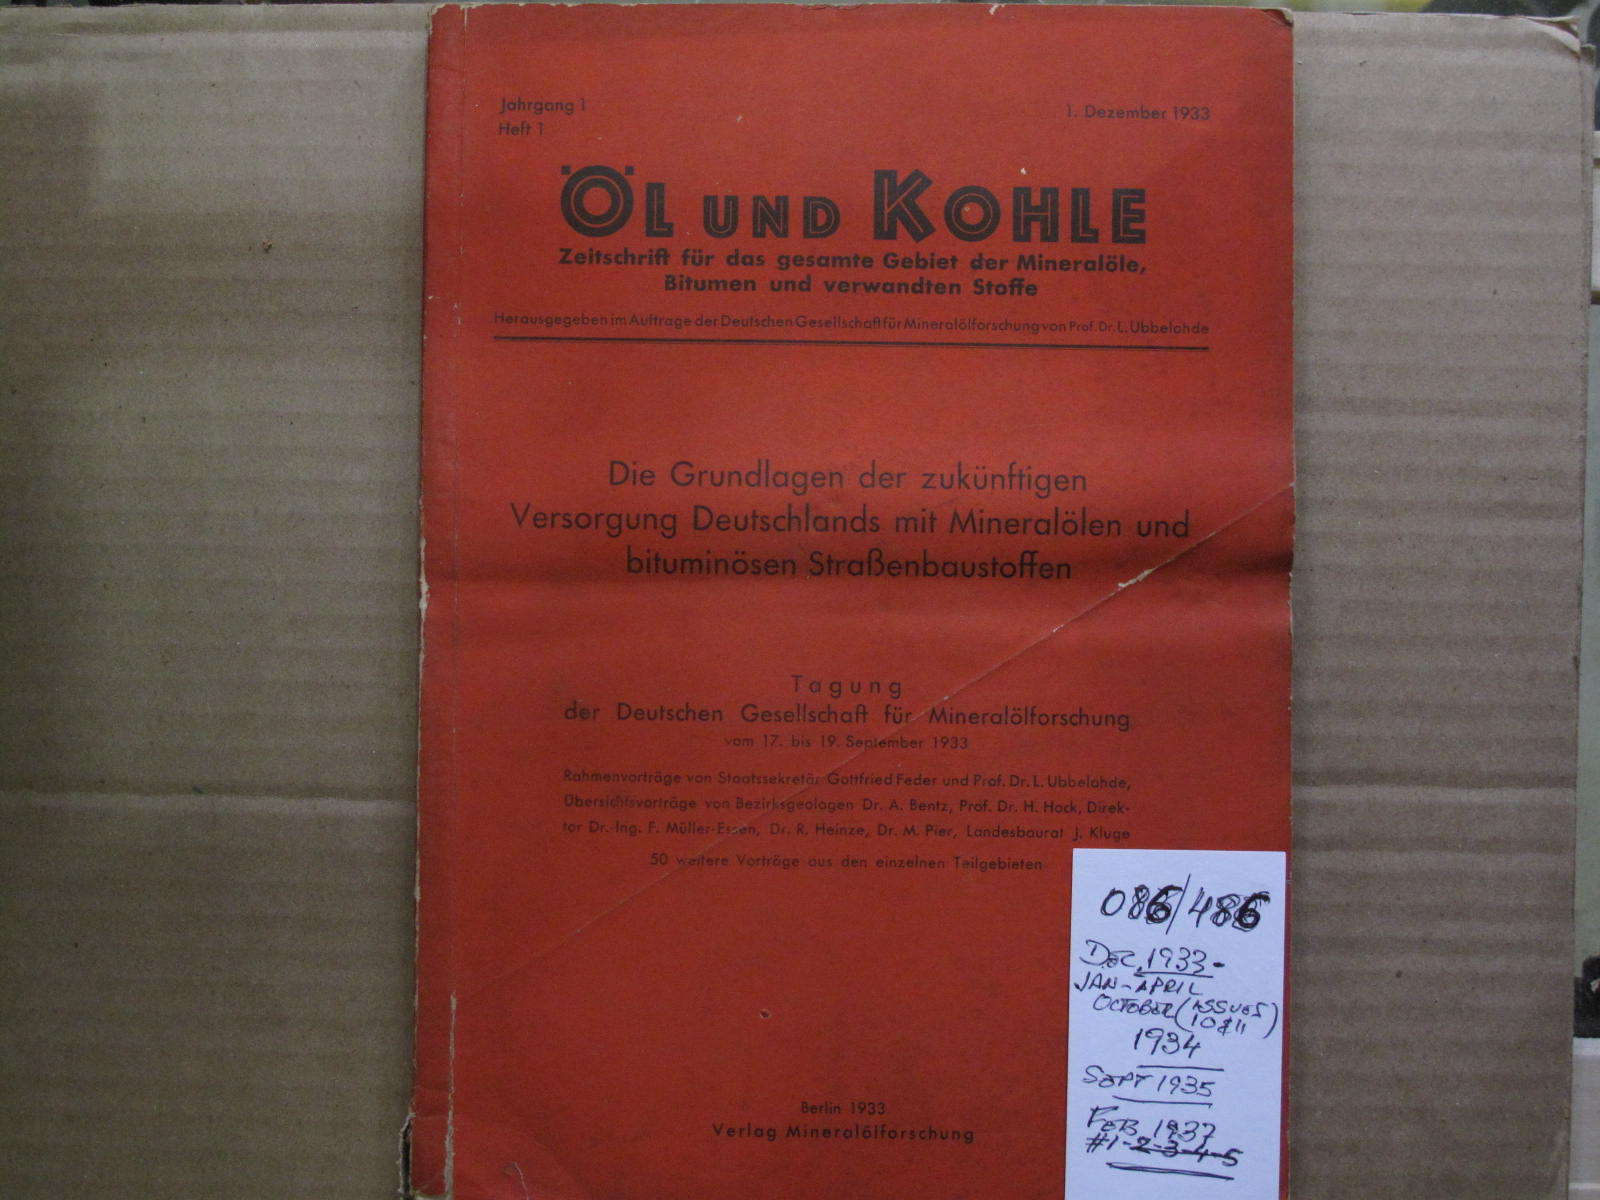 Jahrgang 1
Heft 1
1. Dezember 1933
ÖL UND KOHLE
Zeitschrift für das gesamte Gebiet der Mineralöle,
Bitumen und verwandten Stoffe
Herausgegeben im Auftrage der Deutschen Gesellschaft für Mineralölforschung von Prof. Dr. L. Ubbelohde
Die Grundlagen der zukünftigen
Versorgung Deutschlands mit Mineralölen und
bituminösen Straßenbaustoffen
Tagung
der Deutschen Gesellschaft für Mineralölforschung
vom 17. bis 19. September 1933
Rahmenvorträge von Staatssekretär Gottfried Feder und Prof. Dr. L. Ubbelohde,
Übersichtsvorträge von Bezirksgeologen Dr. A. Bentz, Prof. Dr. H. Hock, Direk-
tor Dr.-Ing. F. Müller-Essen, Dr. R. Heinze, Dr. M. Pier, Landesbaurat J. Kluge
50 weitere Vorträge aus den einzelnen Teilgebieten
Berlin 1933
Verlag Mineralölforschung
086/486
DEC, 1933-
JAN-APRIL
OCTOBER (ISSUES
10 & 11)
1934
SEPT 1935
FEB 1937
#1-2-3-4-5